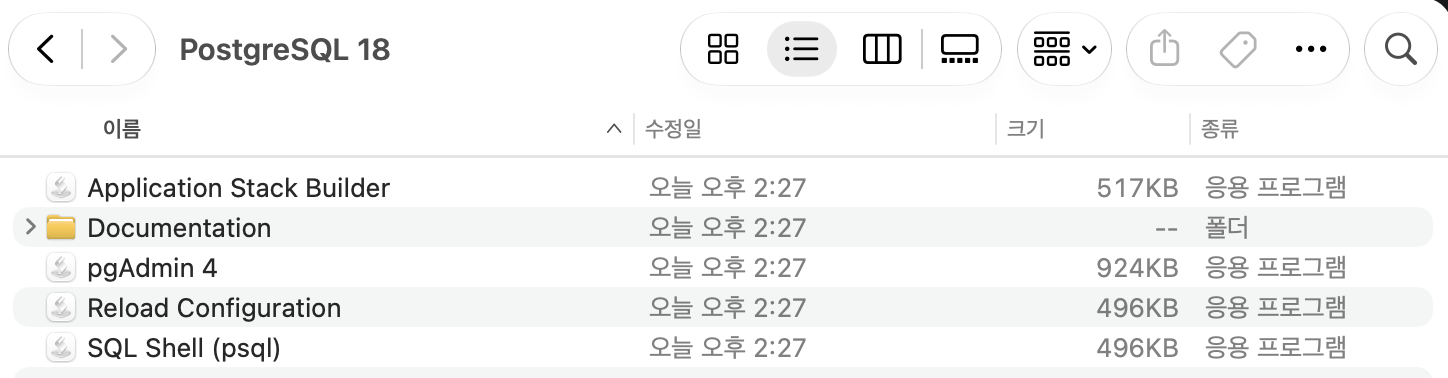 PostgreSQL 18
이름 수정일 크기 종류
Application Stack Builder 오늘 오후 2:27 517KB 응용 프로그램
Documentation 오늘 오후 2:27 -- 폴더
pgAdmin 4 오늘 오후 2:27 924KB 응용 프로그램
Reload Configuration 오늘 오후 2:27 496KB 응용 프로그램
SQL Shell (psql) 오늘 오후 2:27 496KB 응용 프로그램